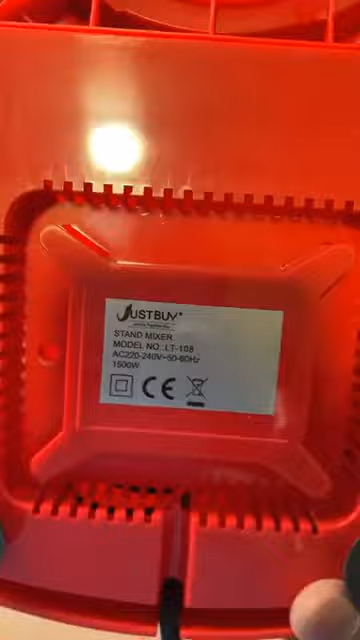 JUSTBUY®
STAND MIXER
MODEL NO.:LT-108
AC220-240V~50-60Hz
1500W
CE